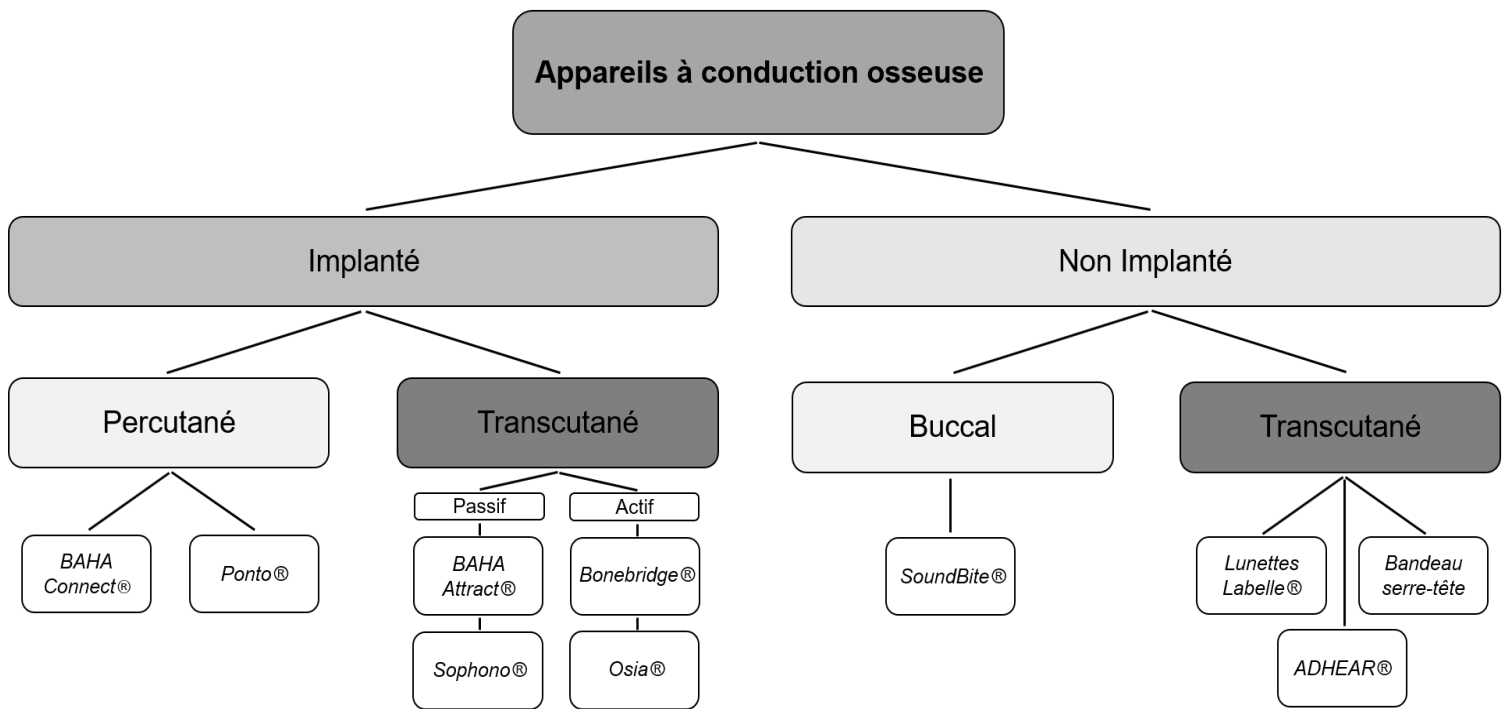 Appareils à conduction osseuse
Implanté
Non Implanté
Percutané
Transcutané
Buccal
Transcutané
Passif
Actif
BAHA
Connect®
Ponto®
BAHA
Attract®
Bonebridge®
SoundBite®
Lunettes
Labelle®
Bandeau
serre-tête
Sophono®
Osia®
ADHEAR®